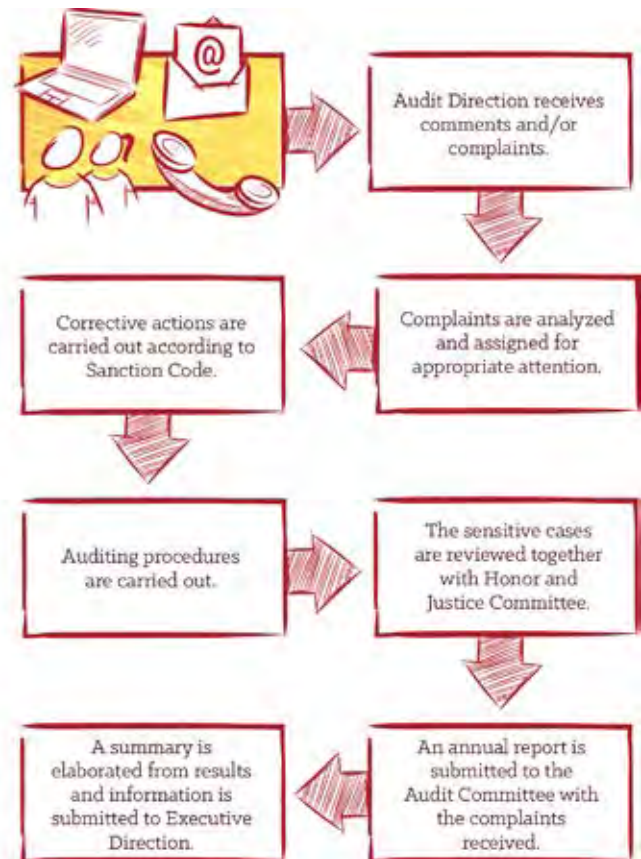 @
Audit Direction receives
comments and/or
complaints.
Complaints are analyzed
and assigned for
appropriate attention.
Corrective actions are
carried out according to
Sanction Code.
Auditing procedures
are carried out.
The sensitive cases
are reviewed together
with Honor and
Justice Committee.
An annual report is
submitted to the
Audit Committee with
the complaints
received.
A summary is
elaborated from results
and information is
submitted to Executive
Direction.